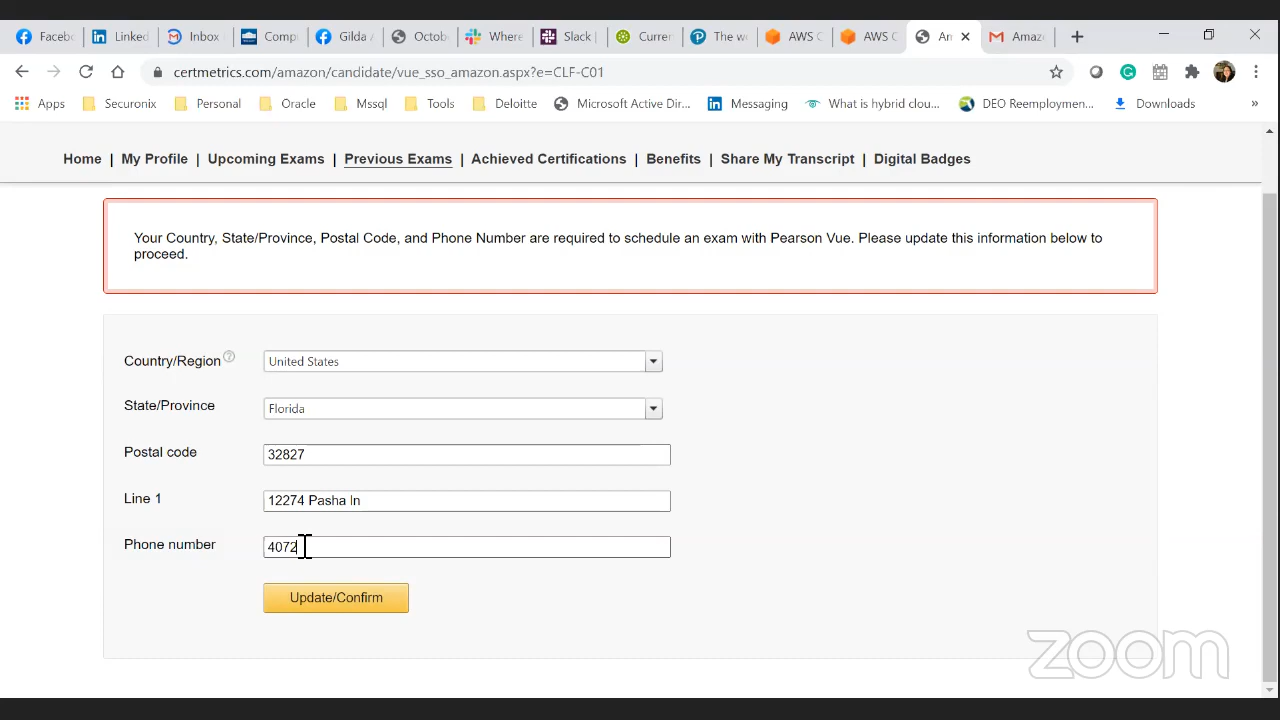 Faceb
Linked
Inbox
Comp
Gilda
Octob
Where
Slack |
Curre
The w
AWS C
AWS C
Am
Amaz
certmetrics.com/amazon/candidate/vue_sso_amazon.aspx?e=CLF-C01
Apps
Securonix
Personal
Oracle
Mssql
Tools
Deloitte
Microsoft Active Dir...
Messaging
What is hybrid clou...
DEO Reemploymen...
Downloads
»
Home | My Profile | Upcoming Exams | Previous Exams | Achieved Certifications | Benefits | Share My Transcript | Digital Badges
Your Country, State/Province, Postal Code, and Phone Number are required to schedule an exam with Pearson Vue. Please update this information below to
proceed.
Country/Region ?
United States
State/Province
Florida
Postal code
32827
Line 1
12274 Pasha ln
Phone number
4072
Update/Confirm
zoom